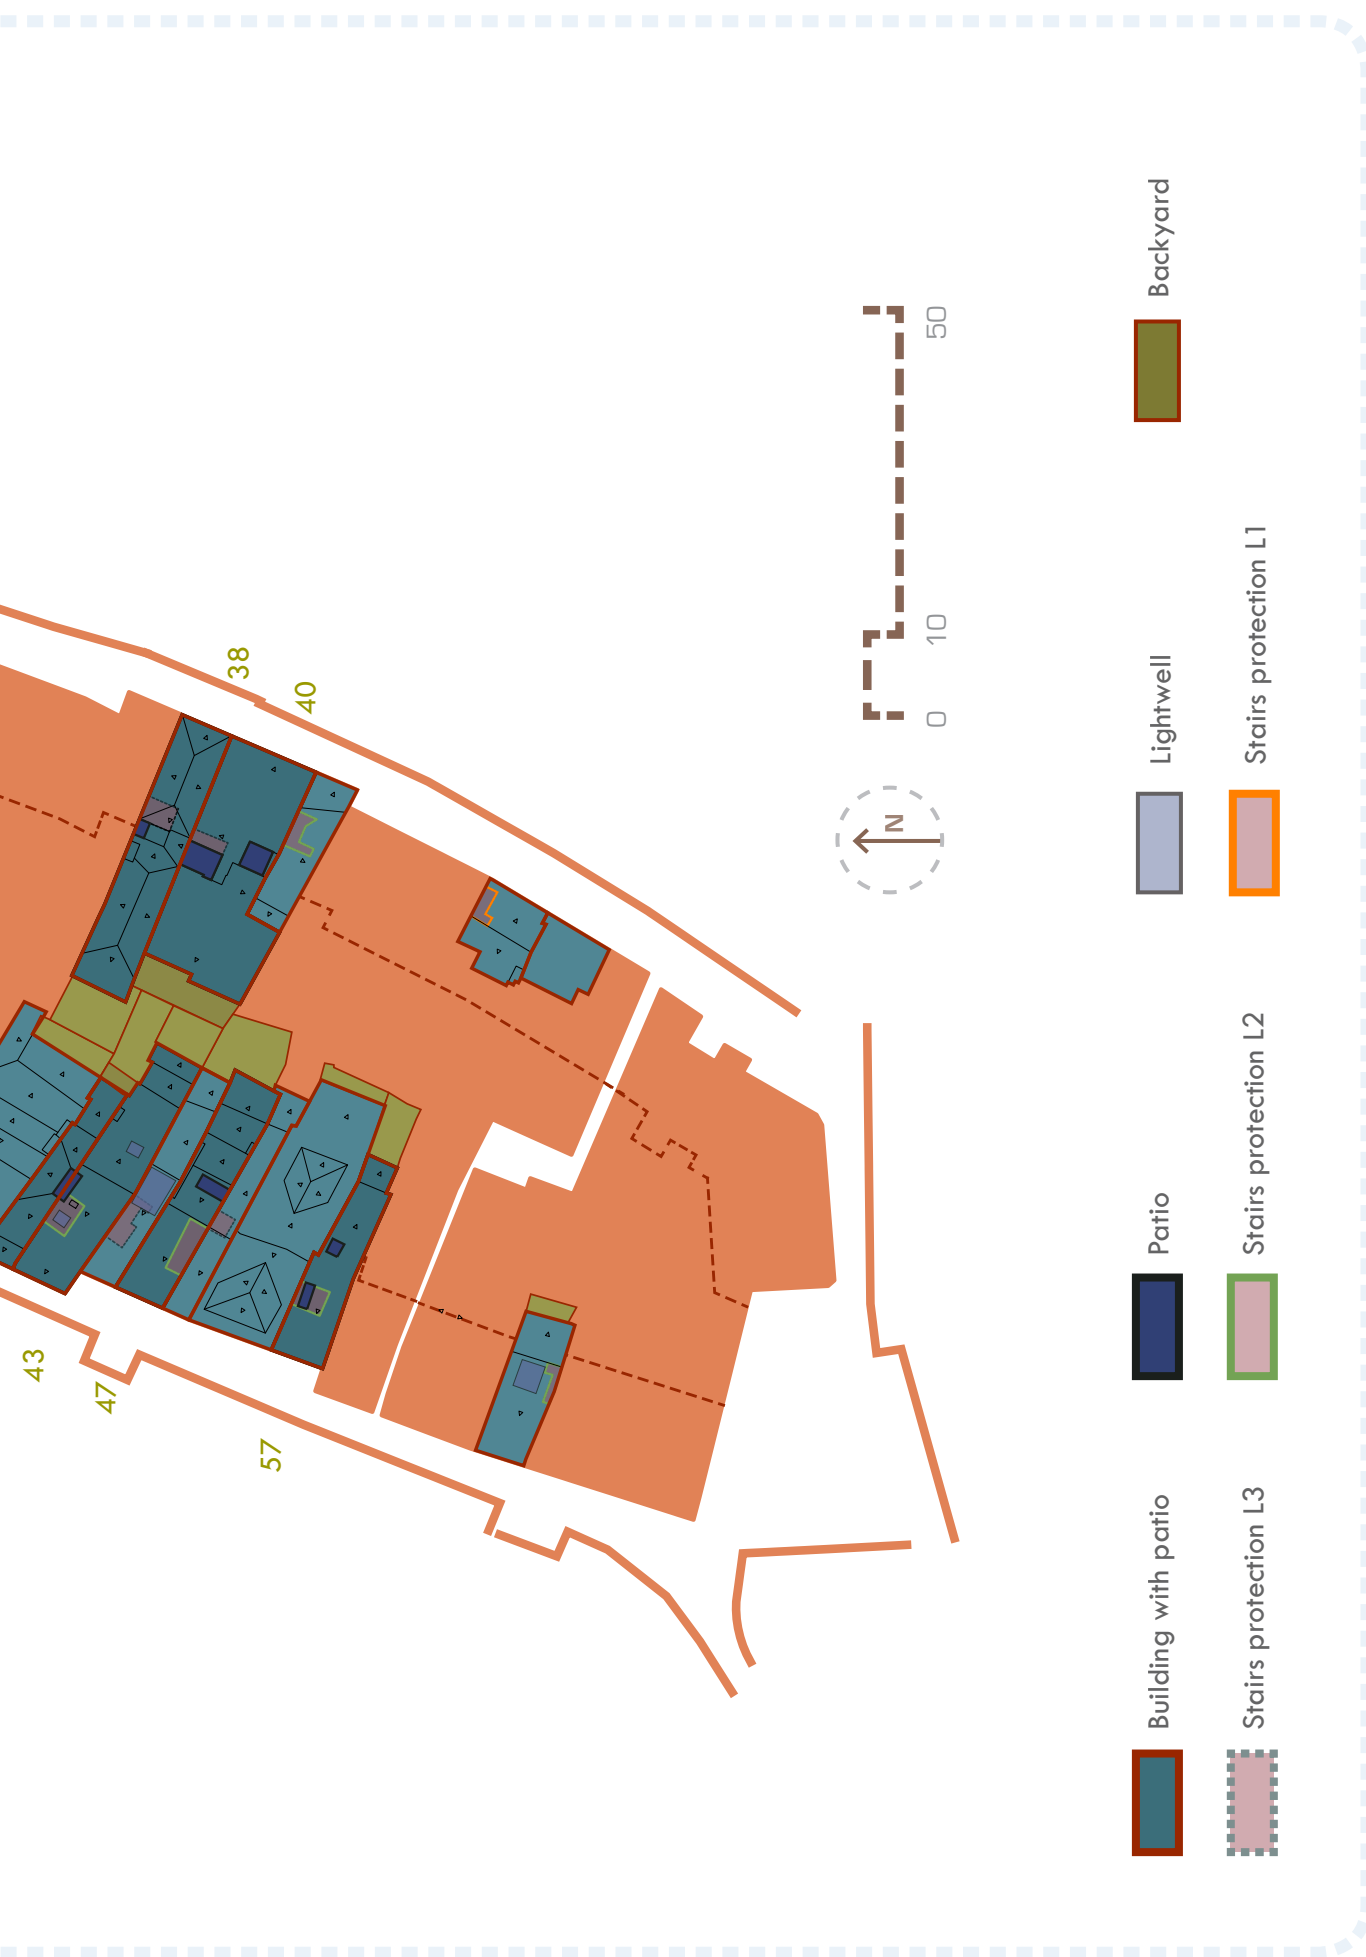 38
40
43
47
57
N
0
10
50
Building with patio
Patio
Lightwell
Backyard
Stairs protection L3
Stairs protection L2
Stairs protection L1